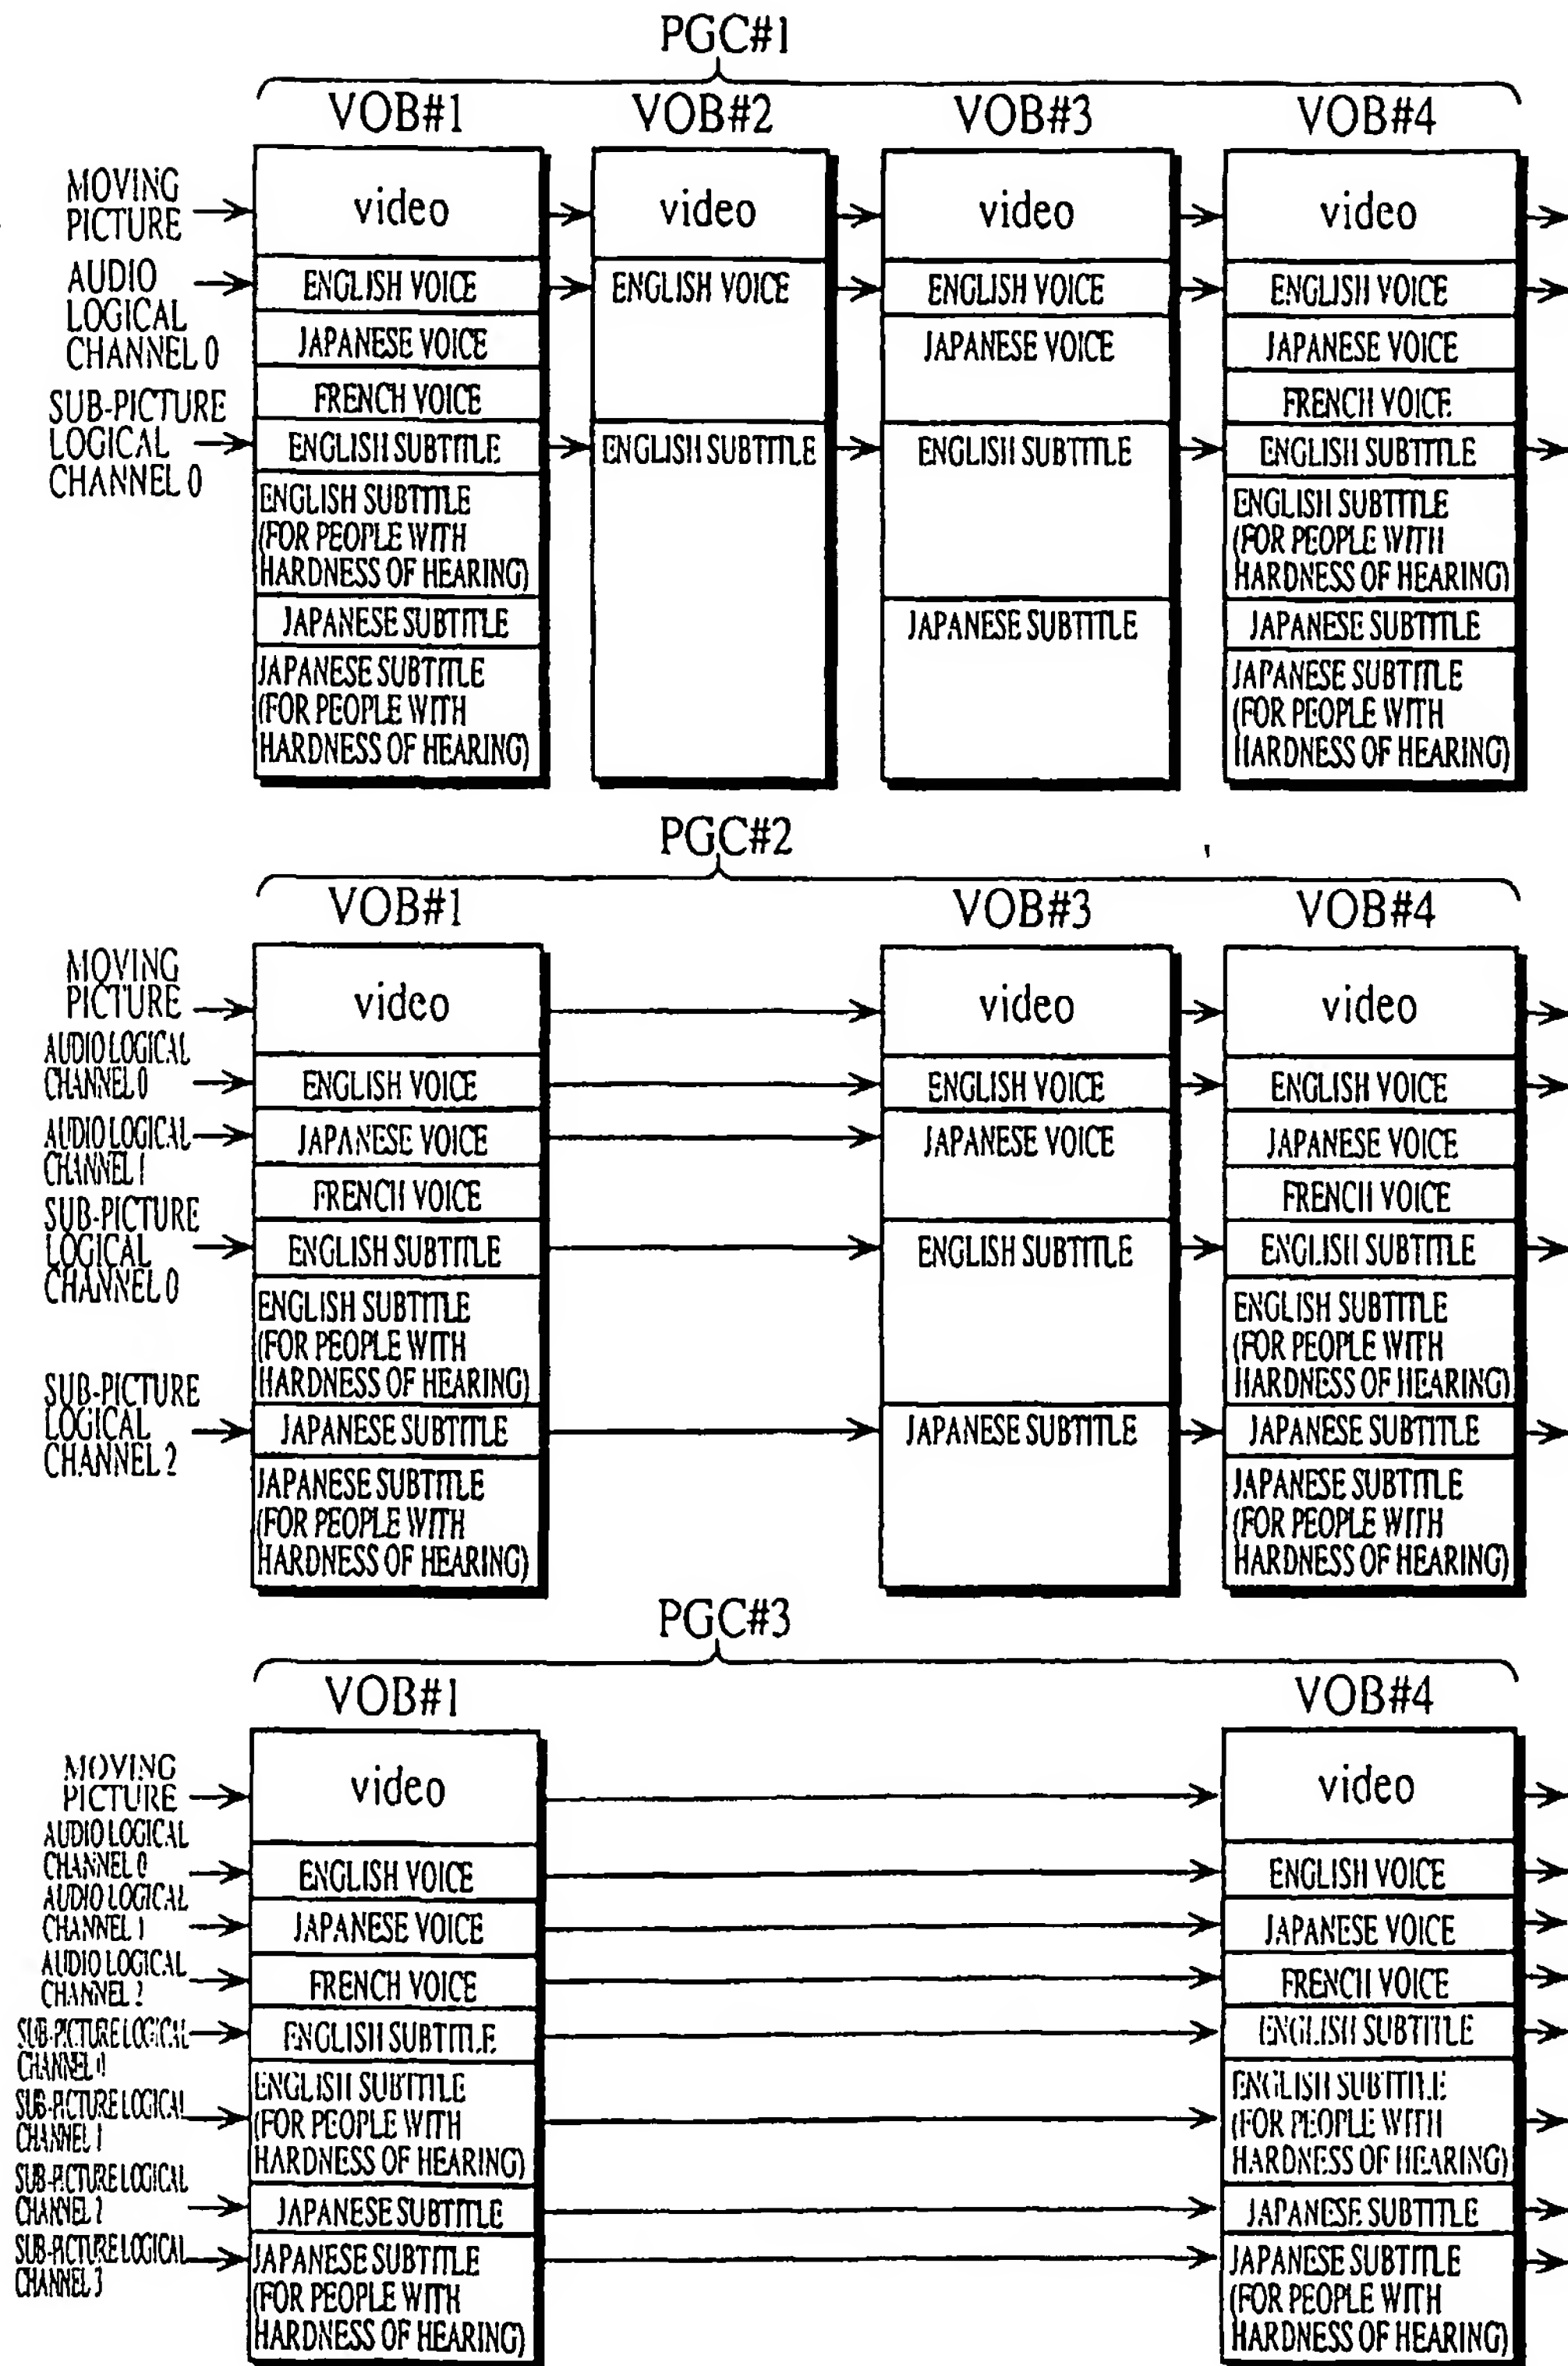 PGC#1
VOB#1
VOB#2
VOB#3
VOB#4
MOVING
PICTURE
AUDIO
LOGICAL
CHANNEL 0
SUB-PICTURE
LOGICAL
CHANNEL 0
video
ENGLISH VOICE
JAPANESE VOICE
FRENCH VOICE
ENGLISH SUBTITLE
ENGLISH SUBTITLE
(FOR PEOPLE WITH
HARDNESS OF HEARING)
JAPANESE SUBTITLE
JAPANESE SUBTITLE
(FOR PEOPLE WITH
HARDNESS OF HEARING)
video
ENGLISH VOICE
ENGLISH SUBTITLE
video
ENGLISH VOICE
JAPANESE VOICE
ENGLISH SUBTITLE
JAPANESE SUBTITLE
video
ENGLISH VOICE
JAPANESE VOICE
FRENCH VOICE
ENGLISH SUBTITLE
ENGLISH SUBTITLE
(FOR PEOPLE WITH
HARDNESS OF HEARING)
JAPANESE SUBTITLE
JAPANESE SUBTITLE
(FOR PEOPLE WITH
HARDNESS OF HEARING)
PGC#2
VOB#1
VOB#3
VOB#4
MOVING
PICTURE
AUDIO LOGICAL
CHANNEL 0
AUDIO LOGICAL
CHANNEL 1
SUB-PICTURE
LOGICAL
CHANNEL 0
SUB-PICTURE
LOGICAL
CHANNEL 2
video
ENGLISH VOICE
JAPANESE VOICE
FRENCH VOICE
ENGLISH SUBTITLE
ENGLISH SUBTITLE
(FOR PEOPLE WITH
HARDNESS OF HEARING)
JAPANESE SUBTITLE
JAPANESE SUBTITLE
(FOR PEOPLE WITH
HARDNESS OF HEARING)
video
ENGLISH VOICE
JAPANESE VOICE
ENGLISH SUBTITLE
JAPANESE SUBTITLE
video
ENGLISH VOICE
JAPANESE VOICE
FRENCH VOICE
ENGLISH SUBTITLE
ENGLISH SUBTITLE
(FOR PEOPLE WITH
HARDNESS OF HEARING)
JAPANESE SUBTITLE
JAPANESE SUBTITLE
(FOR PEOPLE WITH
HARDNESS OF HEARING)
PGC#3
VOB#1
VOB#4
MOVING
PICTURE
AUDIO LOGICAL
CHANNEL 0
AUDIO LOGICAL
CHANNEL 1
AUDIO LOGICAL
CHANNEL 2
SUB-PICTURE LOGICAL
CHANNEL 0
SUB-PICTURE LOGICAL
CHANNEL 1
SUB-PICTURE LOGICAL
CHANNEL 2
SUB-PICTURE LOGICAL
CHANNEL 3
video
ENGLISH VOICE
JAPANESE VOICE
FRENCH VOICE
ENGLISH SUBTITLE
ENGLISH SUBTITLE
(FOR PEOPLE WITH
HARDNESS OF HEARING)
JAPANESE SUBTITLE
JAPANESE SUBTITLE
(FOR PEOPLE WITH
HARDNESS OF HEARING)
video
ENGLISH VOICE
JAPANESE VOICE
FRENCH VOICE
ENGLISH SUBTITLE
ENGLISH SUBTITLE
(FOR PEOPLE WITH
HARDNESS OF HEARING)
JAPANESE SUBTITLE
JAPANESE SUBTITLE
(FOR PEOPLE WITH
HARDNESS OF HEARING)